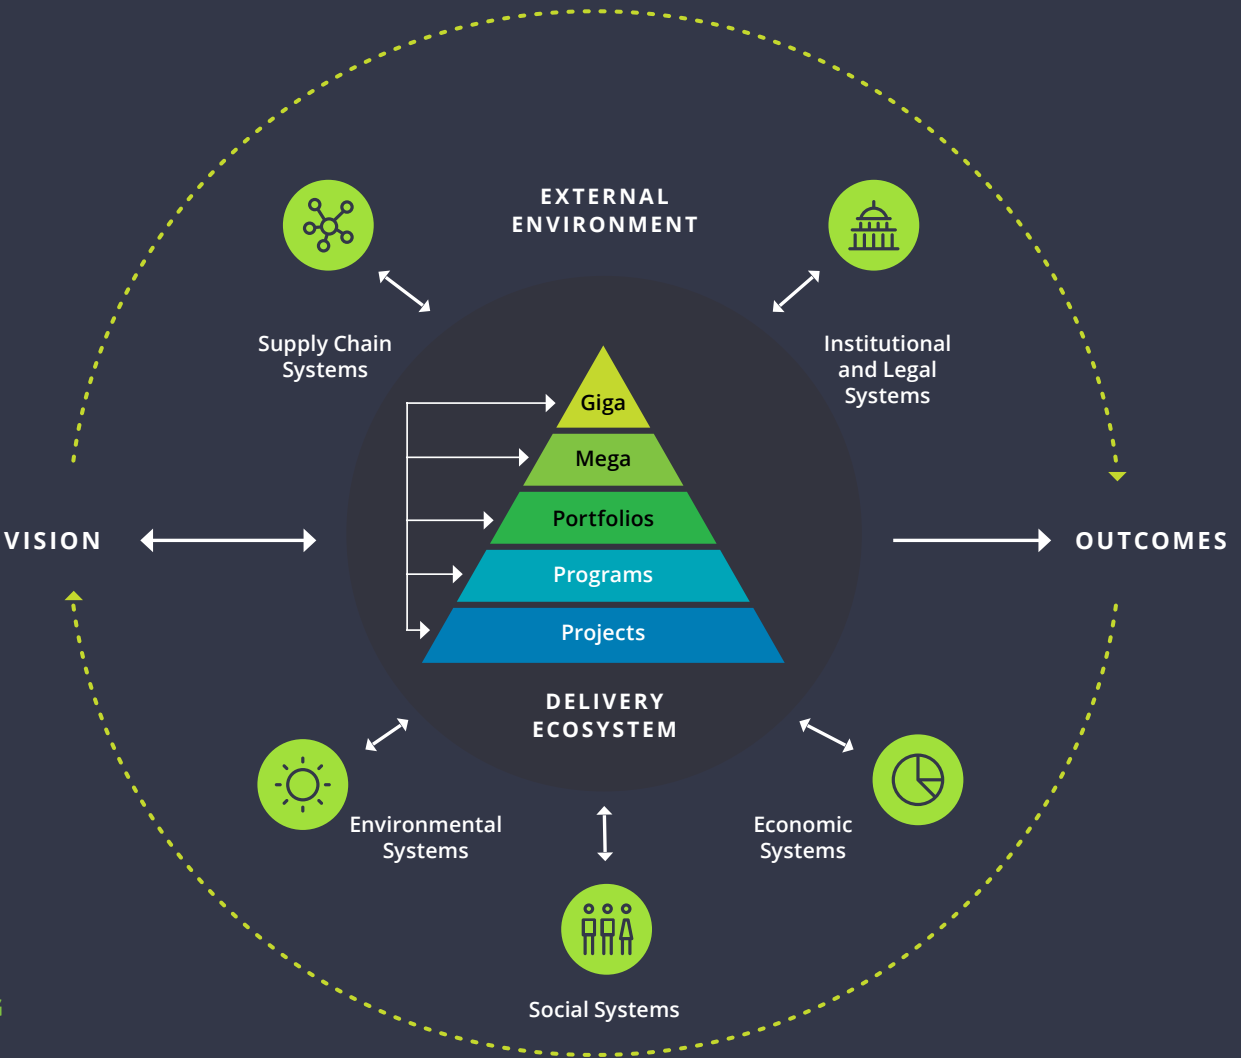 EXTERNAL
ENVIRONMENT
Supply Chain
Systems
Institutional
and Legal
Systems
Giga
Mega
Portfolios
Programs
Projects
VISION
OUTCOMES
DELIVERY
ECOSYSTEM
Environmental
Systems
Economic
Systems
Social Systems